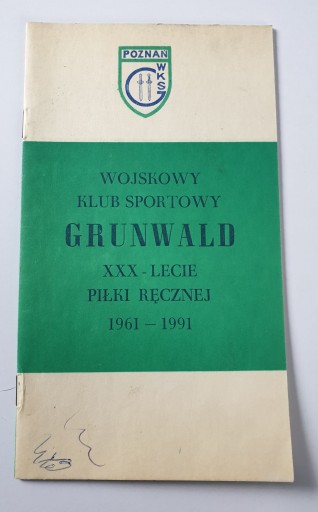 POZNAŃ
WKS
G
WOJSKOWY
KLUB SPORTOWY
GRUNWALD
XXX-LECIE
PIŁKI RĘCZNEJ
1961 – 1991